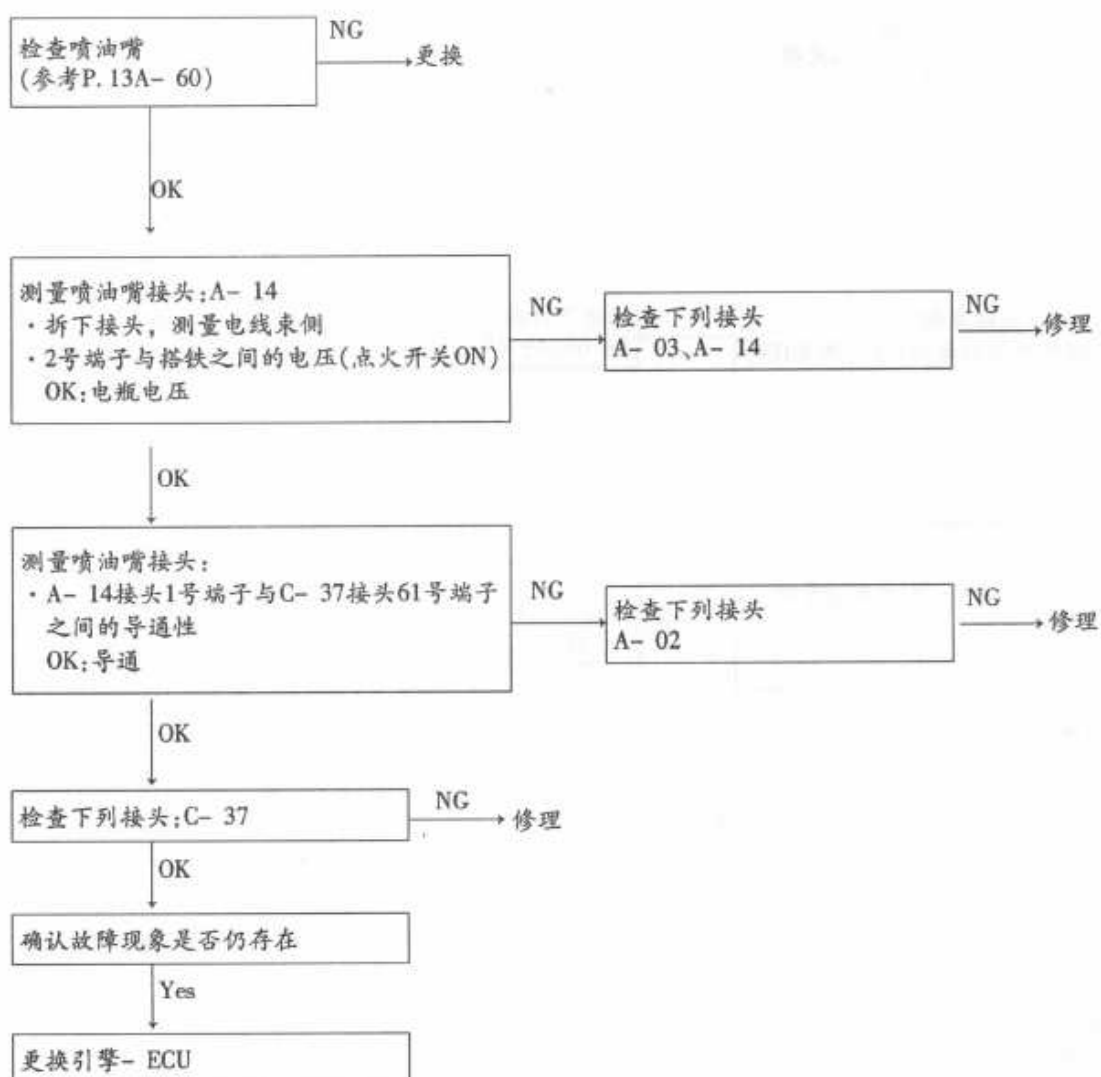 检查喷油嘴
(参考P.13A- 60)
NG
更换
OK
测量喷油嘴接头:A- 14
·拆下接头，测量电线束侧
·2号端子与搭铁之间的电压(点火开关ON)
OK:电瓶电压
NG
检查下列接头
A- 03、A- 14
NG
修理
OK
测量喷油嘴接头:
·A- 14接头1号端子与C- 37接头61号端子
之间的导通性
OK:导通
NG
检查下列接头
A- 02
NG
修理
OK
检查下列接头:C- 37
NG
修理
OK
确认故障现象是否仍存在
Yes
更换引擎- ECU